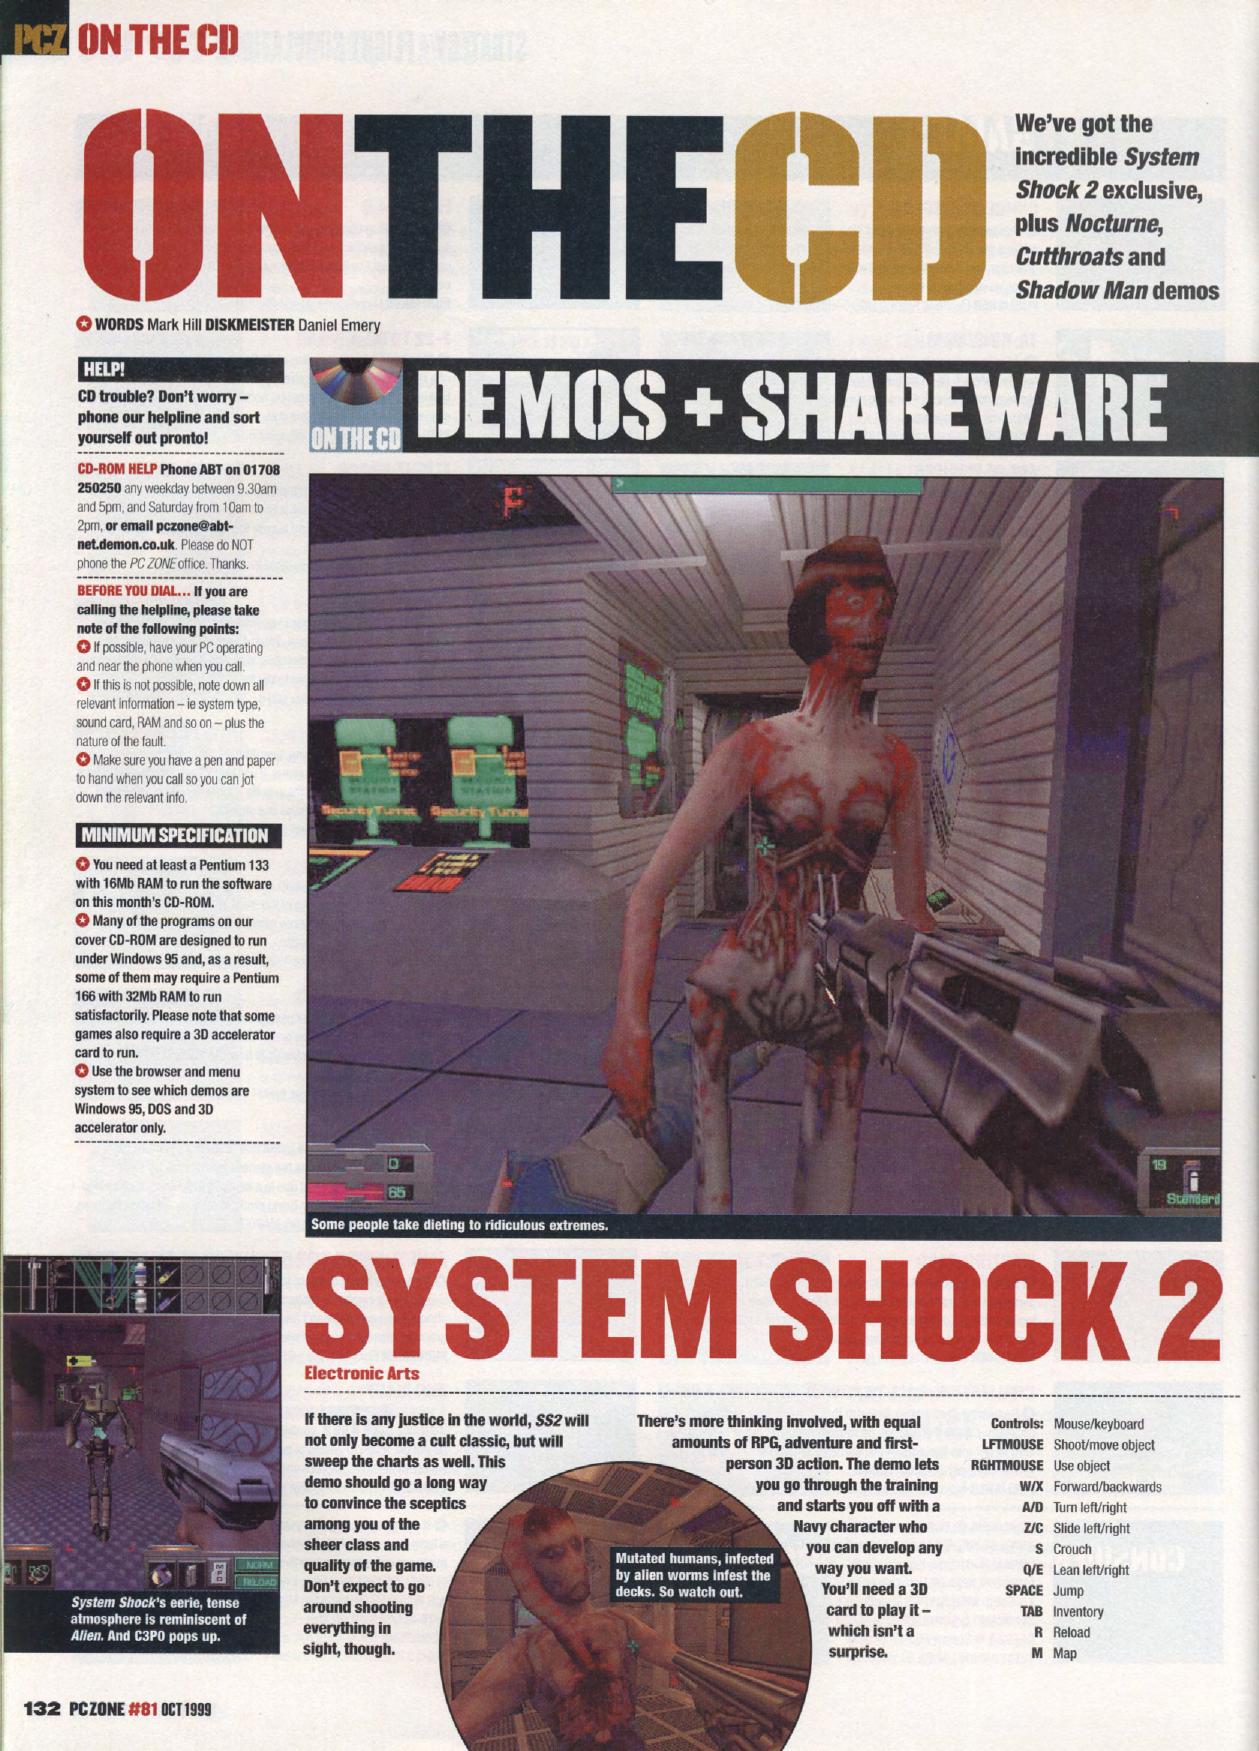 PCZ ON THE CD
ON THE CD
We've got the
incredible System
Shock 2 exclusive,
plus Nocturne,
Cutthroats and
Shadow Man demos
WORDS Mark Hill DISKMEISTER Daniel Emery
HELP!
CD trouble? Don't worry –
phone our helpline and sort
yourself out pronto!
CD-ROM HELP Phone ABT on 01708
250250 any weekday between 9.30am
and 5pm, and Saturday from 10am to
2pm, or email pczone@abt-
net.demon.co.uk. Please do NOT
phone the PC ZONE office. Thanks.
BEFORE YOU DIAL... If you are
calling the helpline, please take
note of the following points:
If possible, have your PC operating
and near the phone when you call.
If this is not possible, note down all
relevant information – ie system type,
sound card, RAM and so on – plus the
nature of the fault.
Make sure you have a pen and paper
to hand when you call so you can jot
down the relevant info.
MINIMUM SPECIFICATION
You need at least a Pentium 133
with 16Mb RAM to run the software
on this month's CD-ROM.
Many of the programs on our
cover CD-ROM are designed to run
under Windows 95 and, as a result,
some of them may require a Pentium
166 with 32Mb RAM to run
satisfactorily. Please note that some
games also require a 3D accelerator
card to run.
Use the browser and menu
system to see which demos are
Windows 95, DOS and 3D
accelerator only.
ON THE CD
DEMOS + SHAREWARE
Security Turret
Security Turret
0
65
19
Standard
Some people take dieting to ridiculous extremes.
NORM
RELOAD
System Shock's eerie, tense
atmosphere is reminiscent of
Alien. And C3P0 pops up.
SYSTEM SHOCK 2
Electronic Arts
If there is any justice in the world, SS2 will
not only become a cult classic, but will
sweep the charts as well. This
demo should go a long way
to convince the sceptics
among you of the
sheer class and
quality of the game.
Don't expect to go
around shooting
everything in
sight, though.
Mutated humans, infected
by alien worms infest the
decks. So watch out.
There's more thinking involved, with equal
amounts of RPG, adventure and first-
person 3D action. The demo lets
you go through the training
and starts you off with a
Navy character who
you can develop any
way you want.
You'll need a 3D
card to play it –
which isn't a
surprise.
Controls: Mouse/keyboard
LFTMOUSE Shoot/move object
RGHTMOUSE Use object
W/X Forward/backwards
A/D Turn left/right
Z/C Slide left/right
S Crouch
Q/E Lean left/right
SPACE Jump
TAB Inventory
R Reload
M Map
132 PCZONE #81 OCT 1999